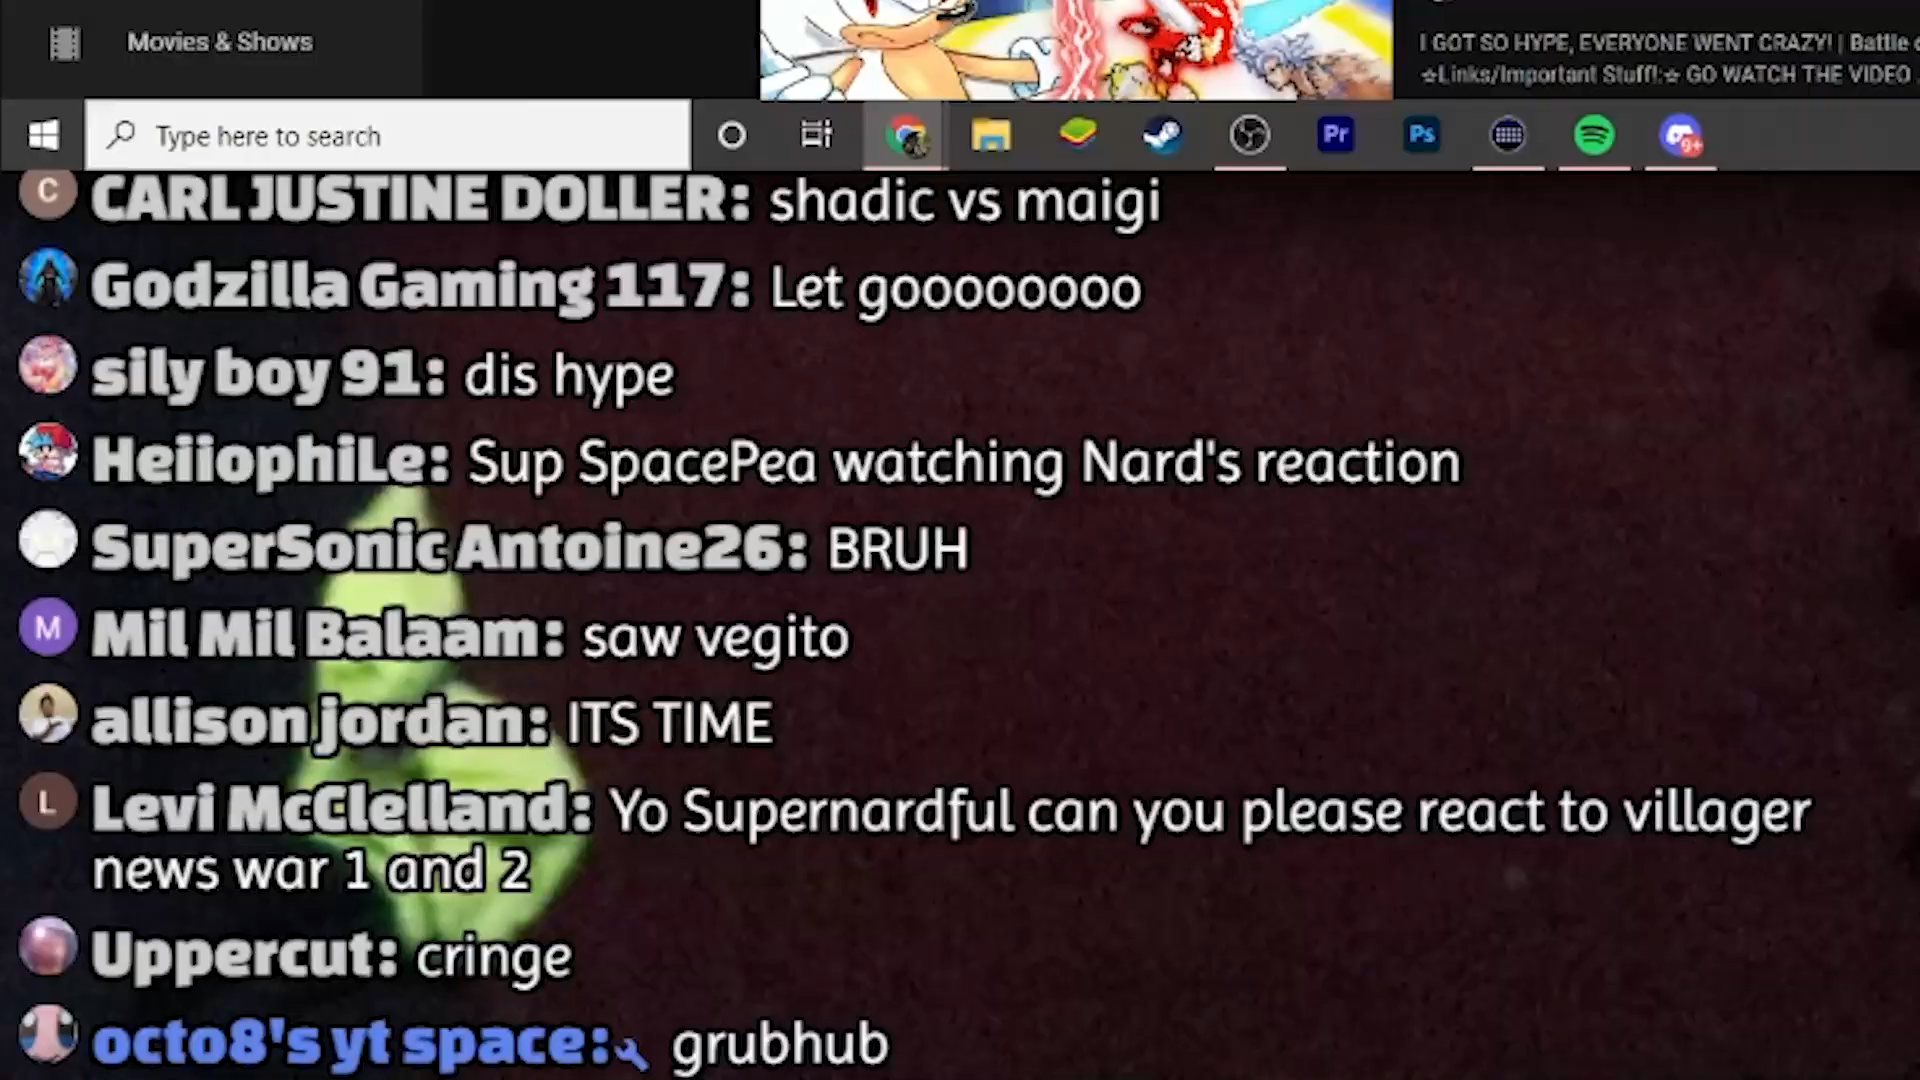 Movies & Shows
I GOT SO HYPE, EVERYONE WENT CRAZY! | Battle
☆Links/Important Stuff!:☆ GO WATCH THE VIDEO
Type here to search
Pr
Ps
9+
C
CARL JUSTINE DOLLER: shadic vs maigi
Godzilla Gaming 117: Let goooooooo
sily boy 91: dis hype
HeiiophiLe: Sup SpacePea watching Nard's reaction
SuperSonic Antoine26: BRUH
M
Mil Mil Balaam: saw vegito
allison jordan: ITS TIME
L
Levi McClelland: Yo Supernardful can you please react to villager
news war 1 and 2
Uppercut: cringe
octo8's yt space: grubhub